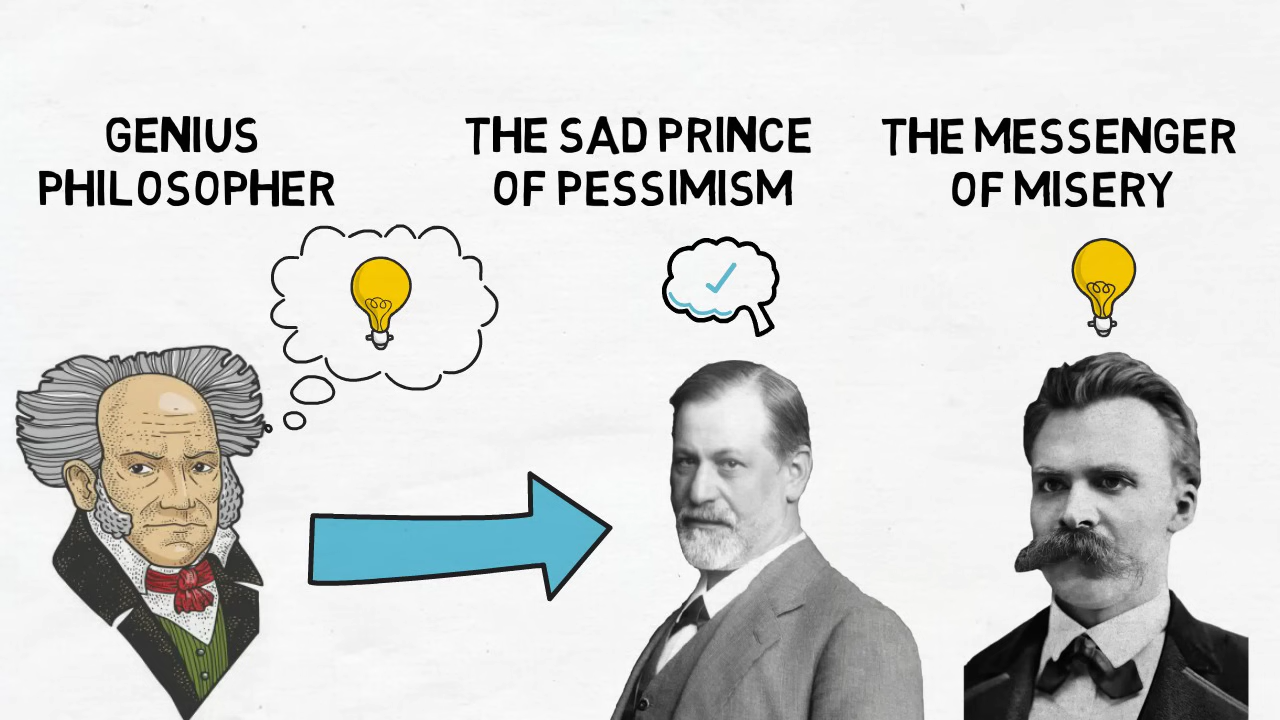 GENIUS
PHILOSOPHER
THE SAD PRINCE
OF PESSIMISM
THE MESSENGER
OF MISERY